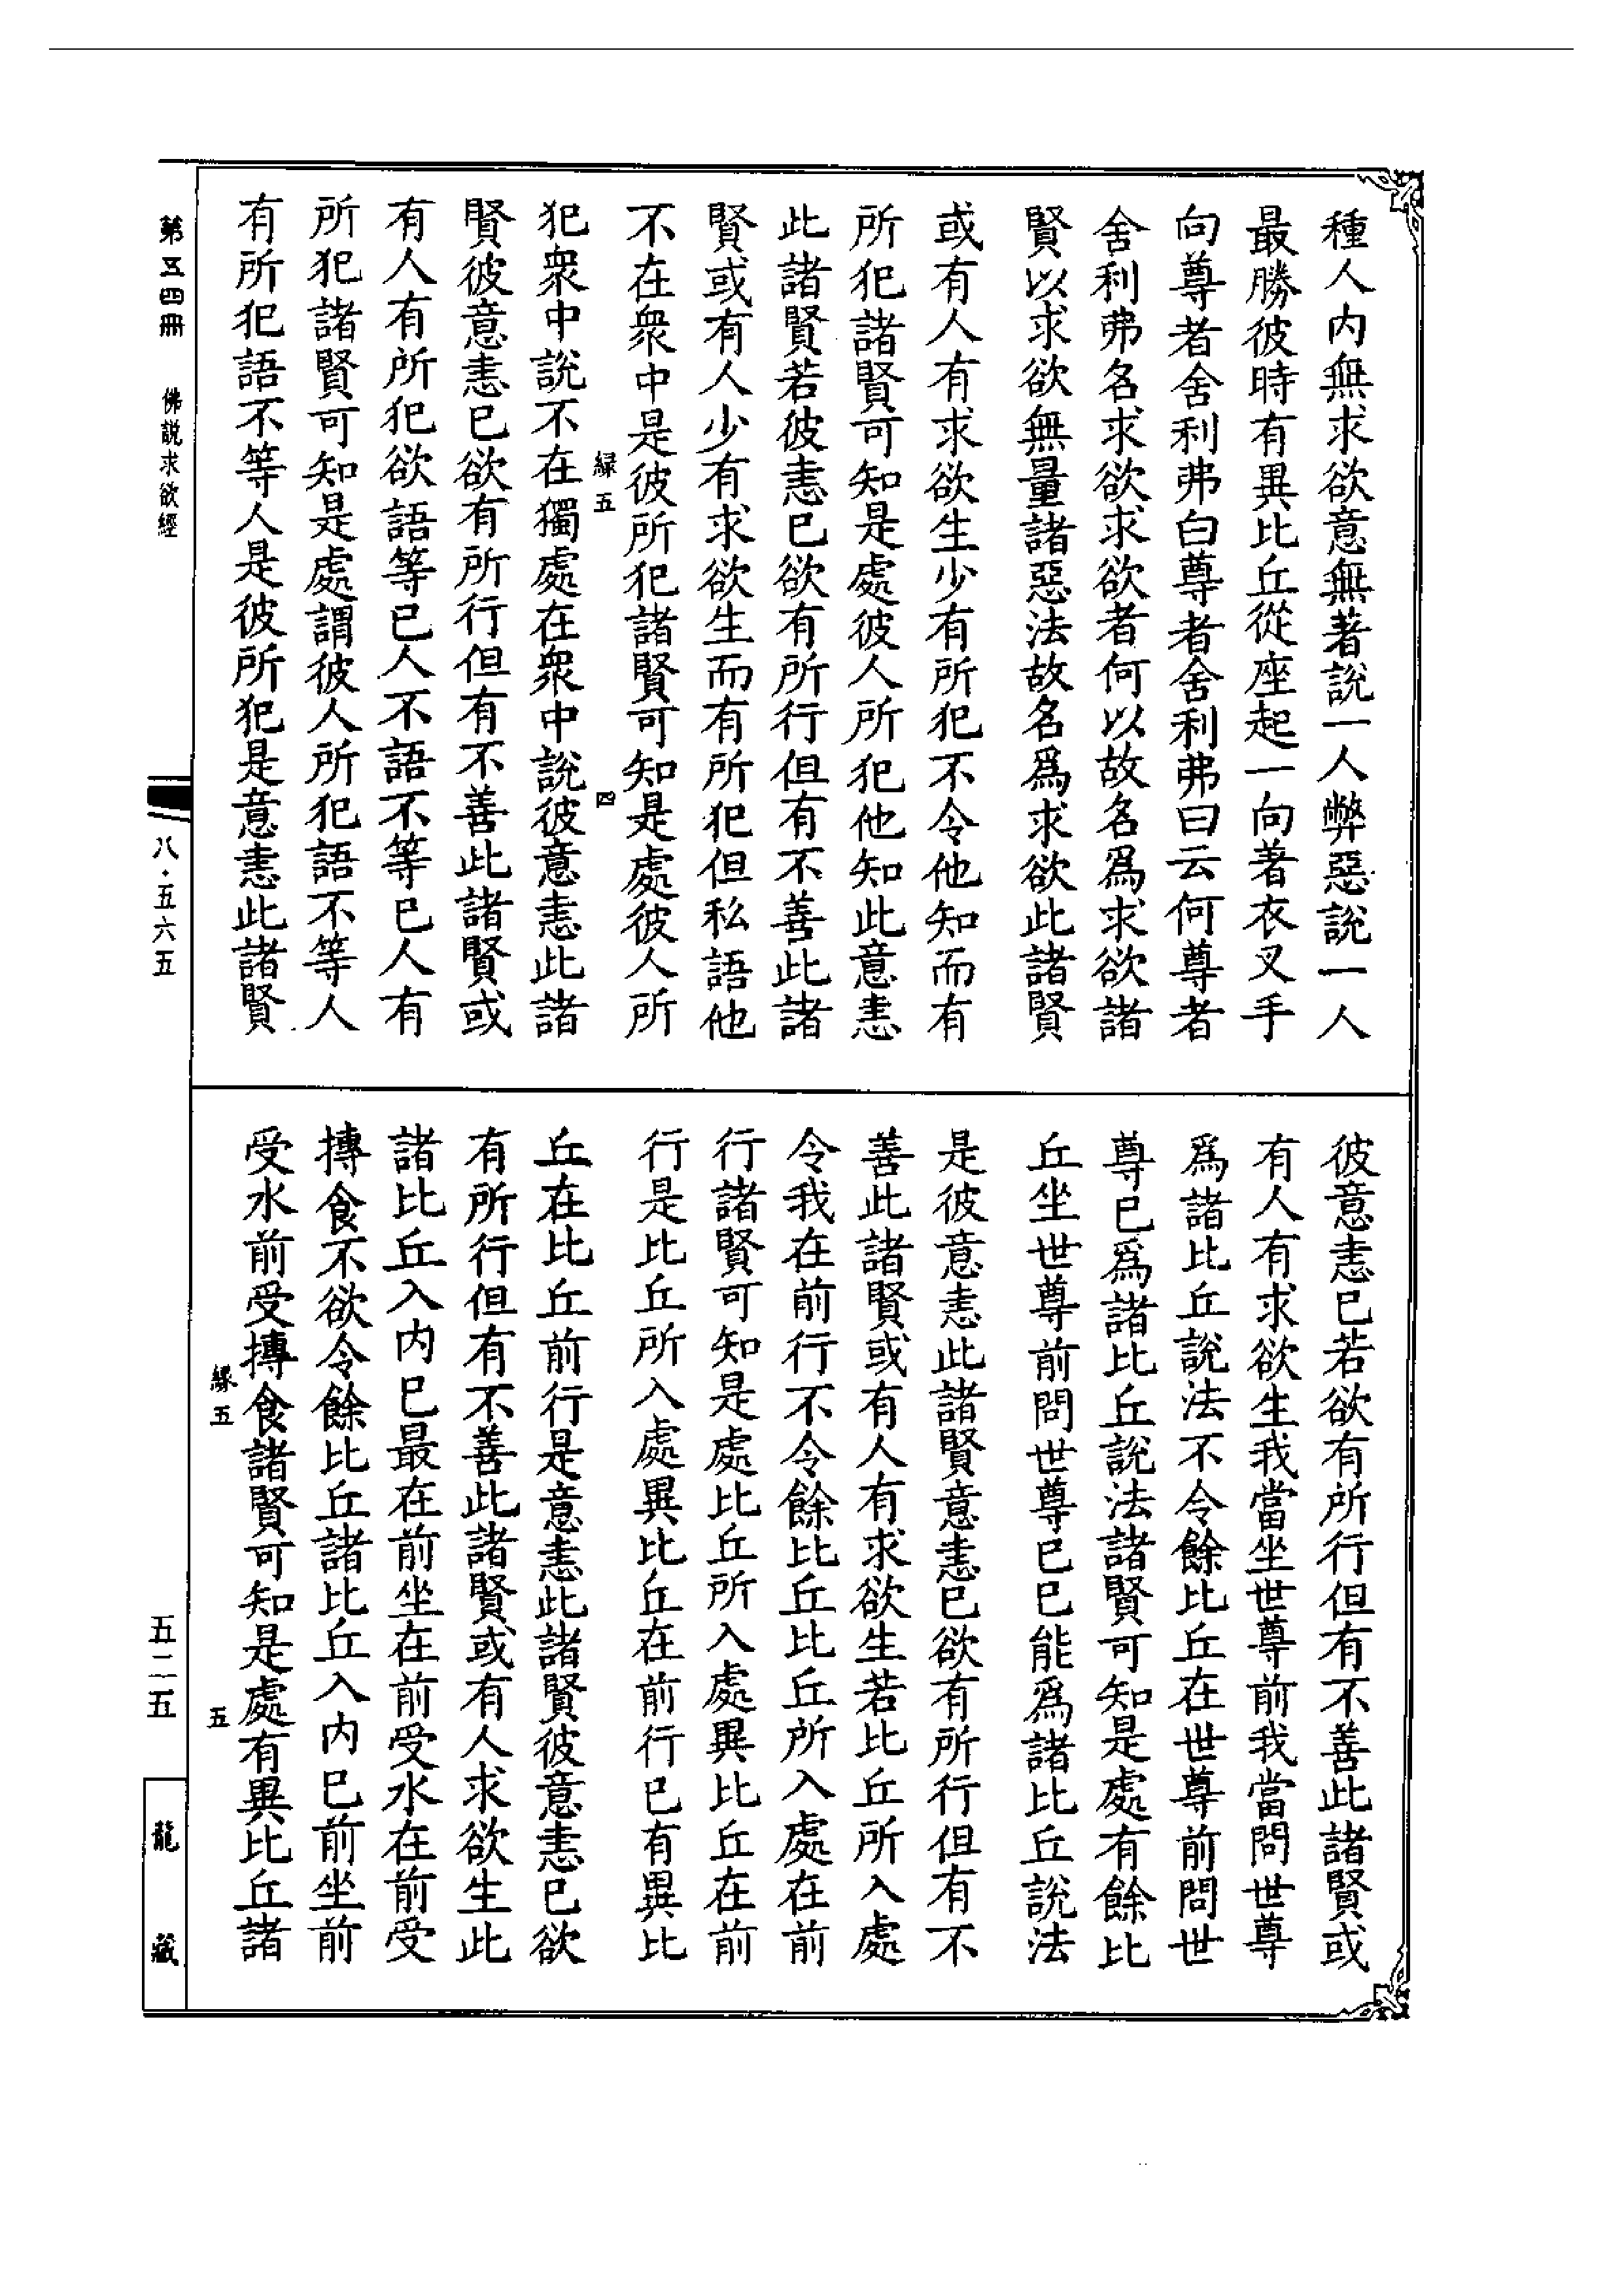 種人內無求欲意無著說一人弊惡說一人
最勝彼時有異比丘從座起一向著衣叉手
向尊者舍利弗白尊者舍利弗曰云何尊者
舍利弗名求欲求欲者何以故名爲求欲諸
賢以求欲無量諸惡法故名爲求欲此諸賢
或有人有求欲生少有所犯不令他知而有
所犯諸賢可知是處彼人所犯他知此意恚
此諸賢若彼恚已欲有所行但有不善此諸
賢或有人少有求欲生而有所犯但私語他
不在衆中是彼所犯諸賢可知是處彼人所
緣五
四
犯衆中說不在獨處在衆中說彼意恚此諸
賢彼意恚已欲有所行但有不善此諸賢或
有人有所犯欲語等已人不語不等已人有
所犯諸賢可知是處謂彼人所犯語不等人
有所犯語不等人是彼所犯是意恚此諸賢
彼意恚已若欲有所行但有不善此諸賢或
有人有求欲生我當坐世尊前我當問世尊
爲諸比丘說法不令餘比丘在世尊前問世
尊已爲諸比丘說法諸賢可知是處有餘比
丘坐世尊前問世尊已已能爲諸比丘說法
是彼意恚此諸賢意恚已欲有所行但有不
善此諸賢或有人有求欲生若比丘所入處
令我在前行不令餘比丘比丘所入處在前
行諸賢可知是處比丘所入處異比丘在前
行是比丘所入處異比丘在前行已有異比
丘在比丘前行是意恚此諸賢彼意恚已欲
有所行但有不善此諸賢或有人求欲生此
諸比丘入內已最在前坐在前受水在前受
摶食不欲令餘比丘諸比丘入內已前坐前
受水前受摶食諸賢可知是處有異比丘諸
緣五
五
第五四冊
佛說求欲經
八·五六五
五二五
龍藏